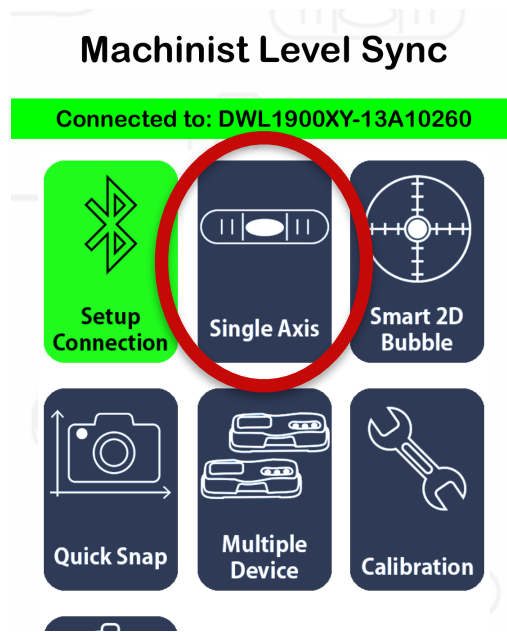 Machinist Level Sync
Connected to: DWL1900XY-13A10260
Setup
Connection
Single Axis
Smart 2D
Bubble
Quick Snap
Multiple
Device
Calibration